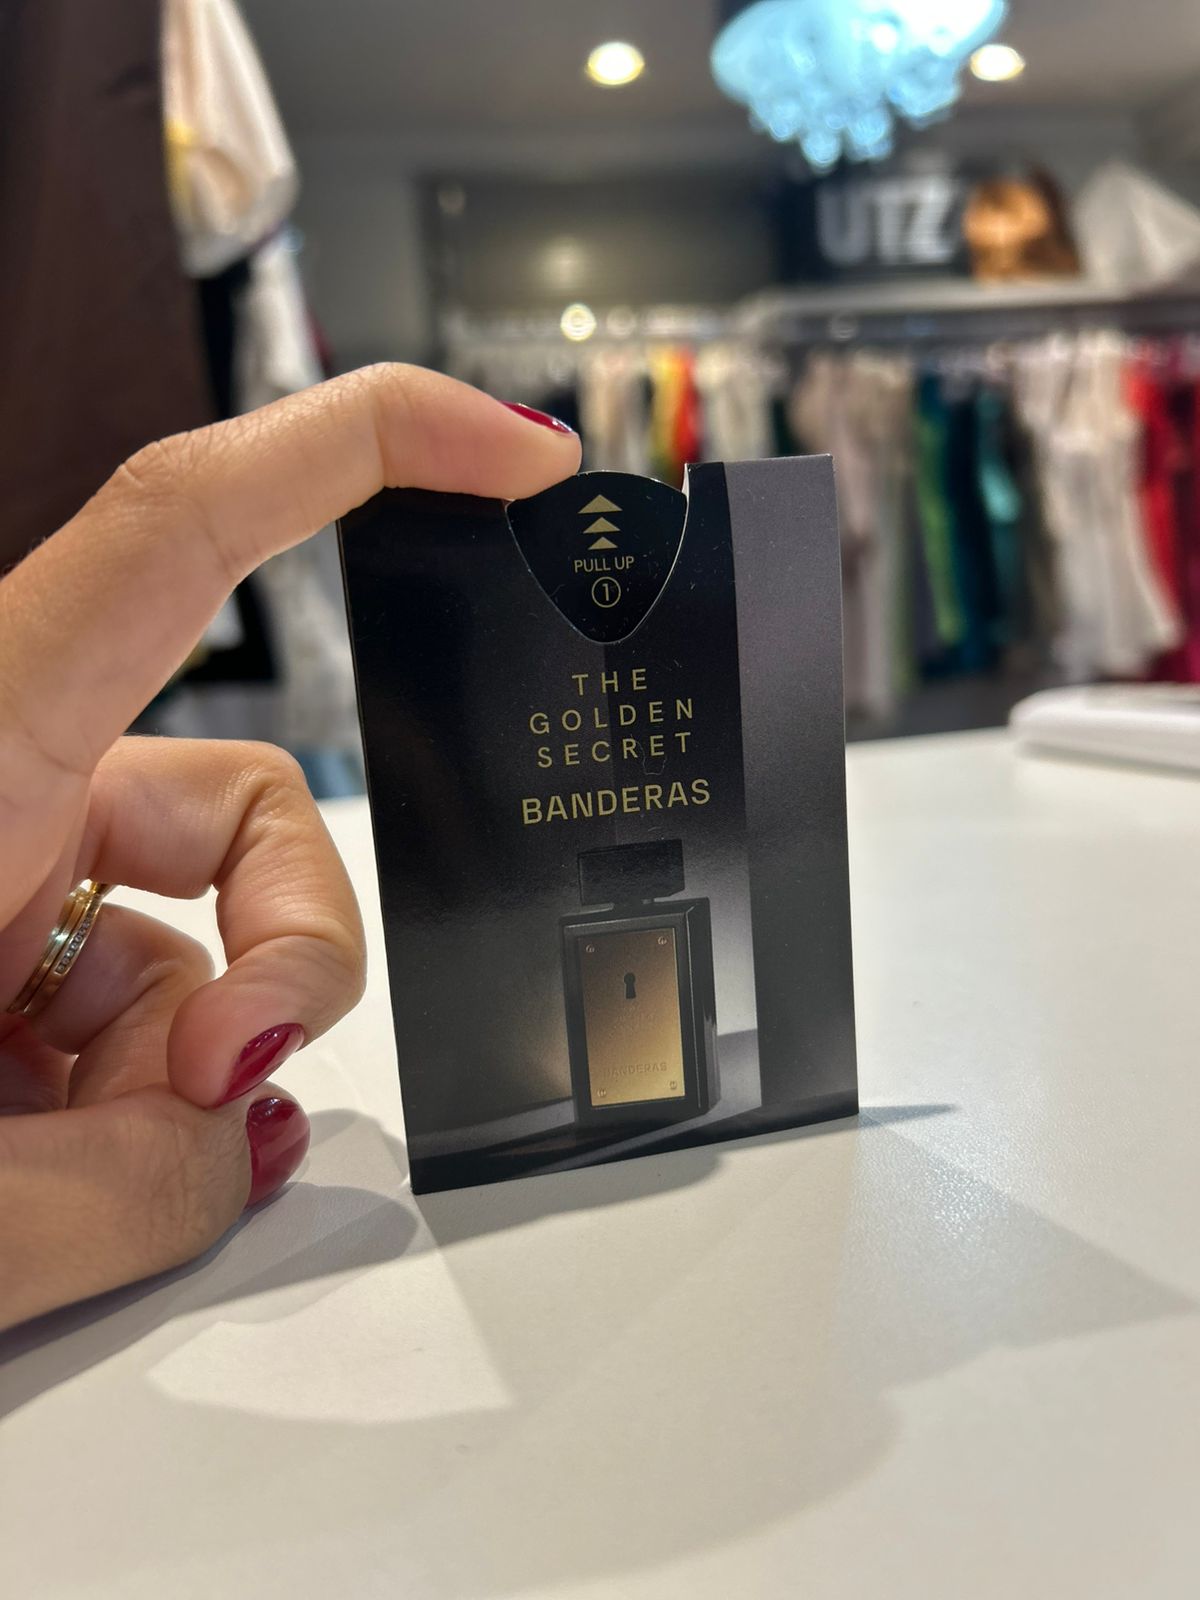 UTZ
PULL UP
1
THE
GOLDEN
SECRET
BANDERAS
BANDERAS